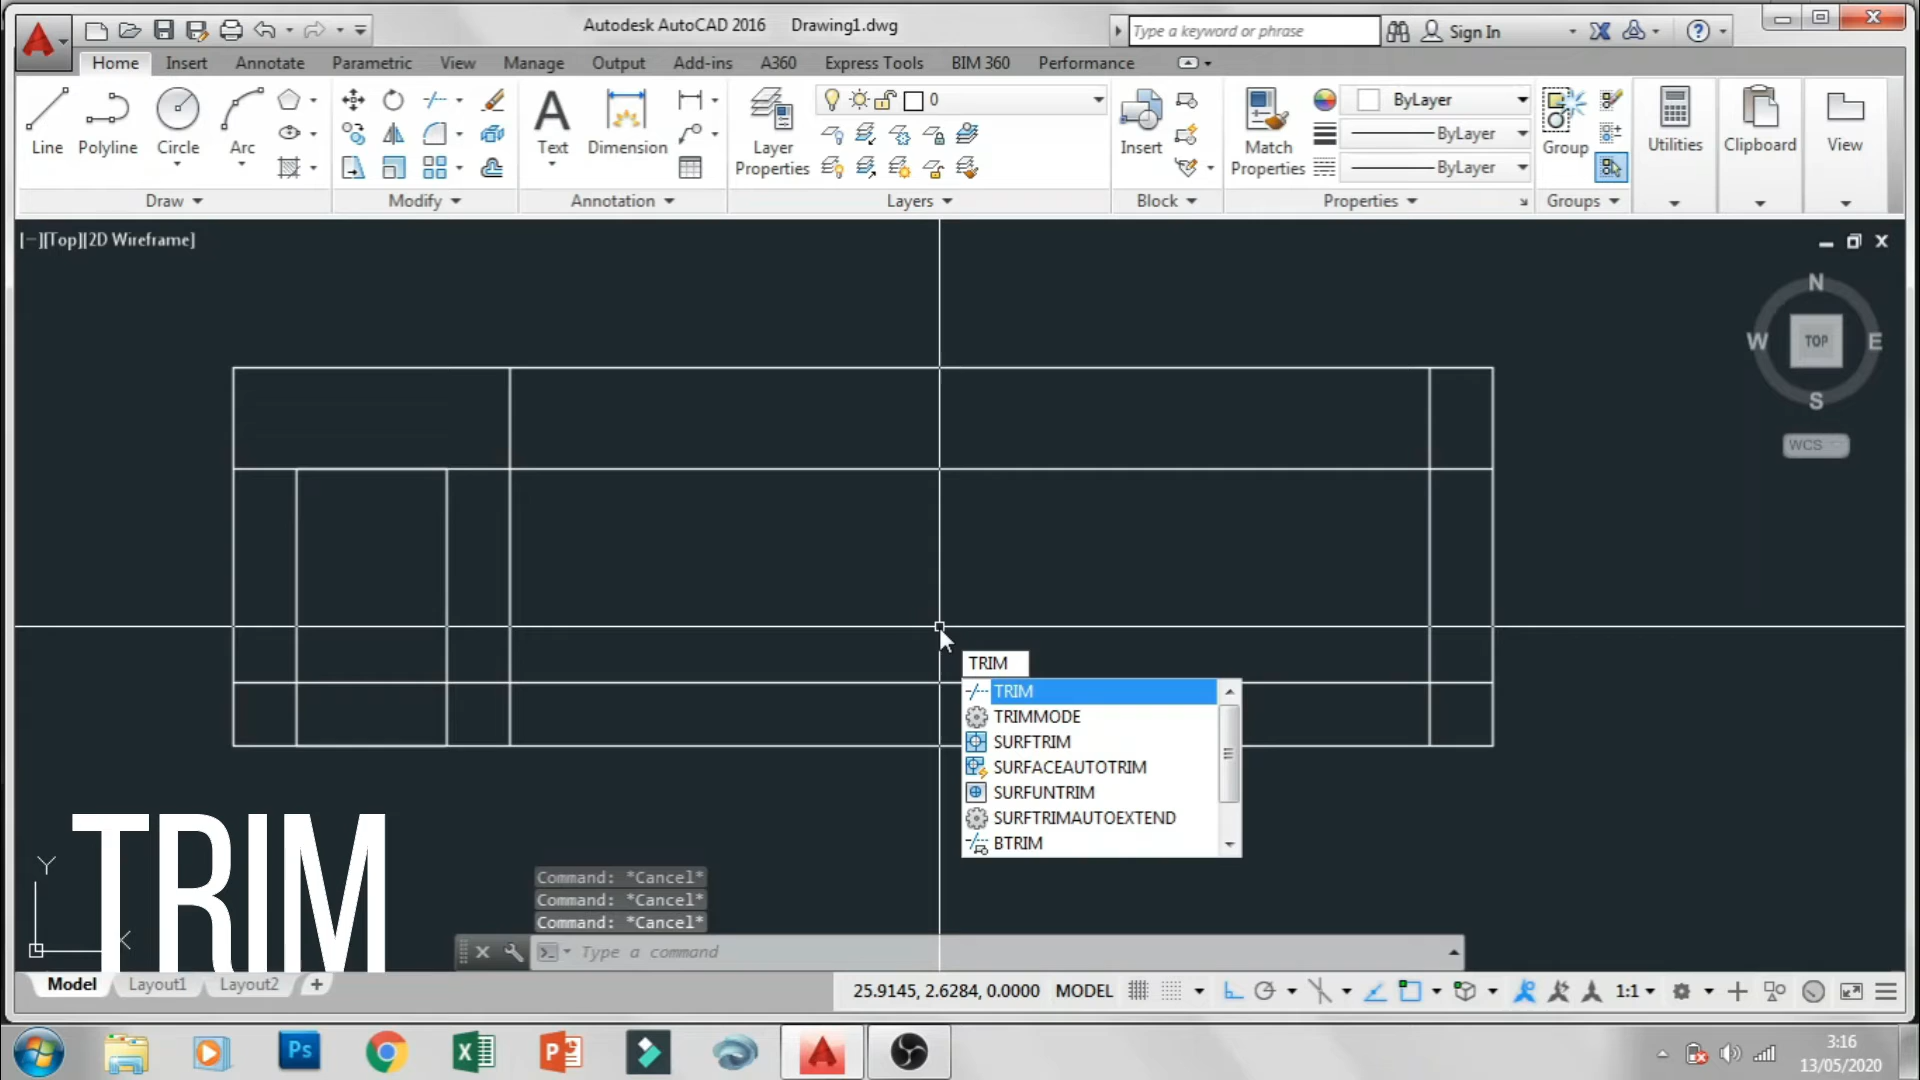 Autodesk AutoCAD 2016 Drawing1.dwg
Type a keyword or phrase
Sign In
Home Insert Annotate Parametric View Manage Output Add-ins A360 Express Tools BIM 360 Performance
Line Polyline Circle Arc
Text Dimension
Layer Properties
0
Insert
Match Properties
ByLayer
ByLayer
ByLayer
Group
Utilities
Clipboard
View
Draw Modify Annotation Layers Block Properties Groups
[−][Top][2D Wireframe]
N
W TOP E
S
WCS
TRIM
TRIM
TRIMMODE
SURFTRIM
SURFACEAUTOTRIM
SURFUNTRIM
SURFTRIMAUTOEXTEND
BTRIM
TRIM
Y
X
Command: *Cancel*
Command: *Cancel*
Command: *Cancel*
Type a command
Model Layout1 Layout2 +
25.9145, 2.6284, 0.0000 MODEL 1:1
Ps
3:16
13/05/2020